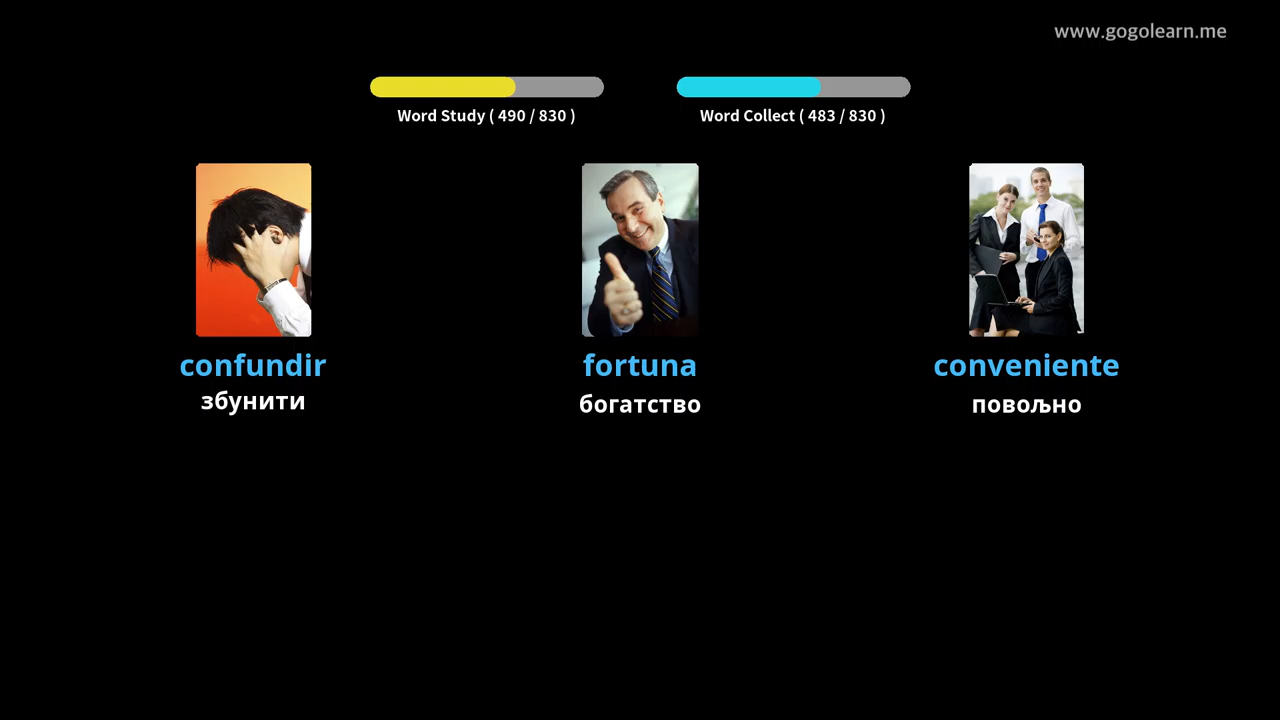 www.gogolearn.me
Word Study ( 490 / 830 )
Word Collect ( 483 / 830 )
confundir
fortuna
conveniente
збунити
богатство
повољно